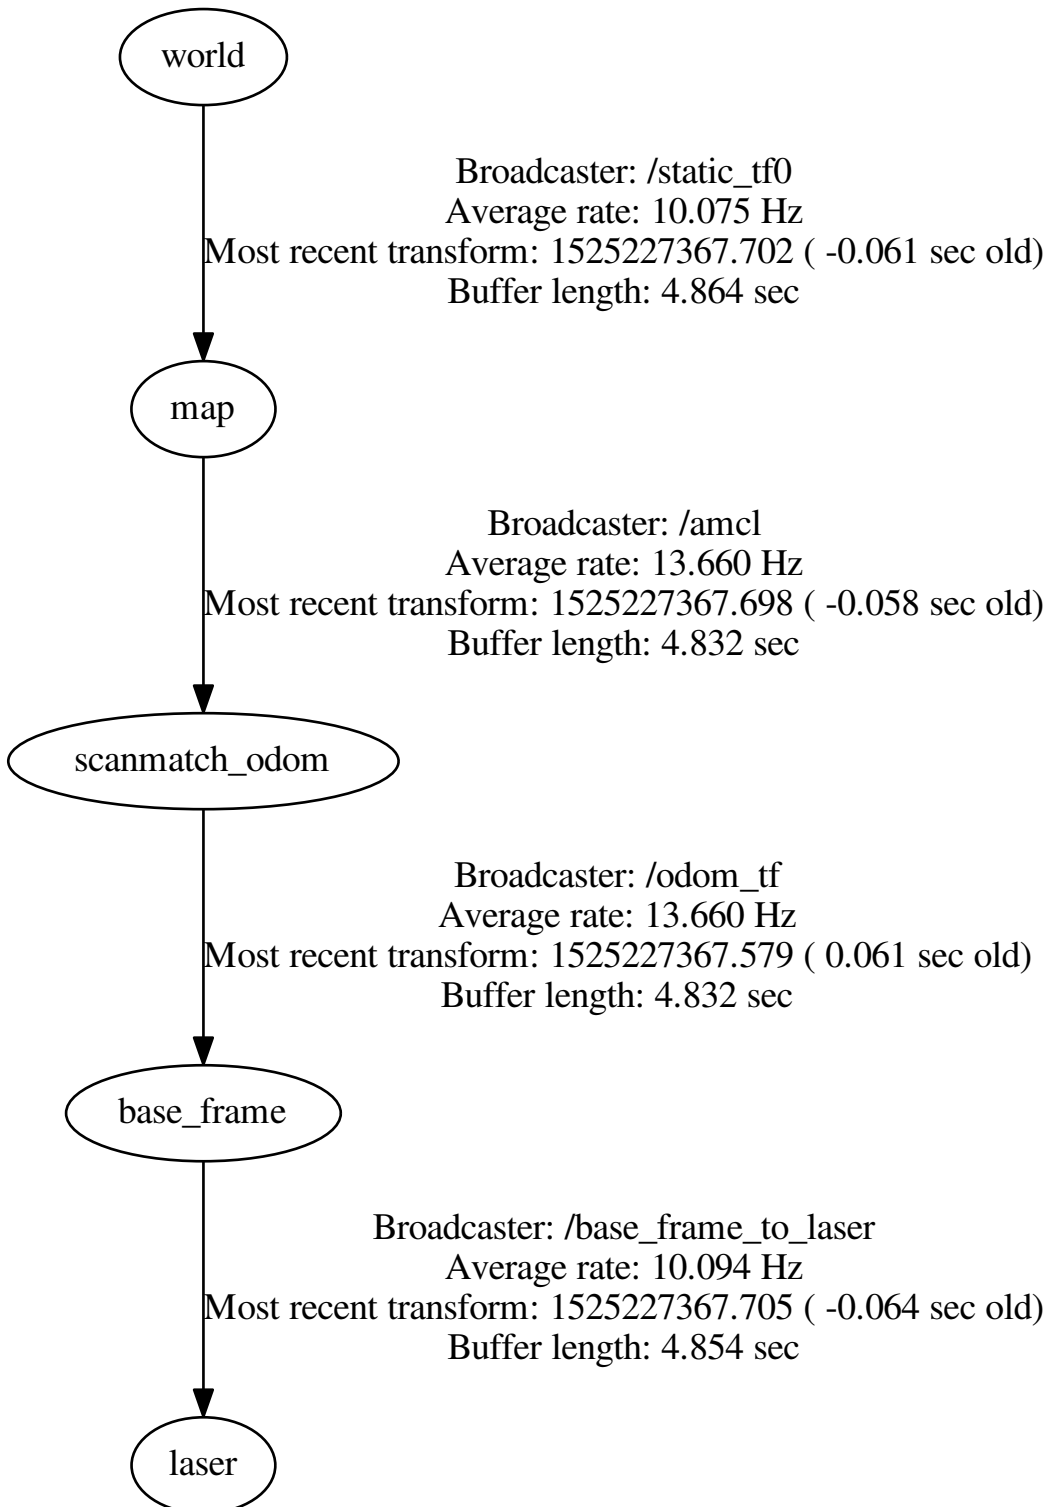 world
Broadcaster: /static_tf0
Average rate: 10.075 Hz
Most recent transform: 1525227367.702 ( -0.061 sec old)
Buffer length: 4.864 sec
map
Broadcaster: /amcl
Average rate: 13.660 Hz
Most recent transform: 1525227367.698 ( -0.058 sec old)
Buffer length: 4.832 sec
scanmatch_odom
Broadcaster: /odom_tf
Average rate: 13.660 Hz
Most recent transform: 1525227367.579 ( 0.061 sec old)
Buffer length: 4.832 sec
base_frame
Broadcaster: /base_frame_to_laser
Average rate: 10.094 Hz
Most recent transform: 1525227367.705 ( -0.064 sec old)
Buffer length: 4.854 sec
laser